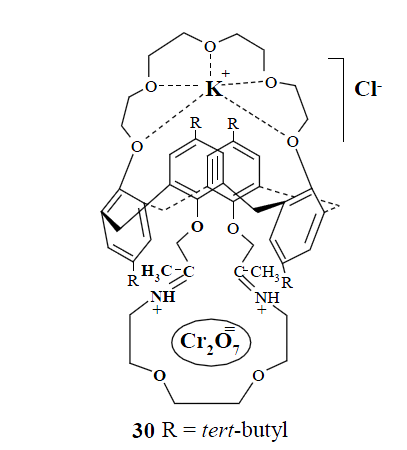 O
+
O K O
Cl-
R R
O O
O O
H3C-C C-CH3
R R
NH NH
+ +
Cr2O7=
O O
30 R = tert-butyl